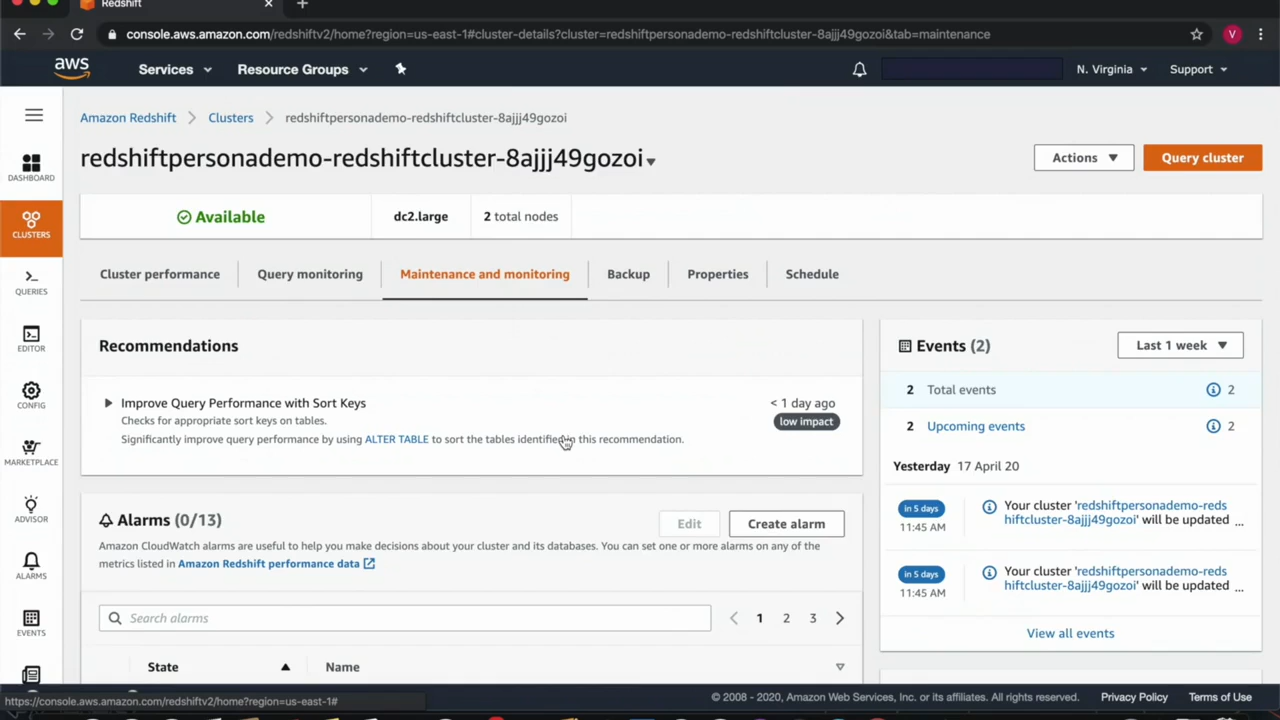 Redshift
console.aws.amazon.com/redshiftv2/home?region=us-east-1#cluster-details?cluster=redshiftpersonademo-redshiftcluster-8ajjj49gozoi&tab=maintenance
V
aws
Services
Resource Groups
N. Virginia
Support
Amazon Redshift
Clusters
redshiftpersonademo-redshiftcluster-8ajjj49gozoi
redshiftpersonademo-redshiftcluster-8ajjj49gozoi
Actions
Query cluster
DASHBOARD
CLUSTERS
QUERIES
EDITOR
CONFIG
MARKETPLACE
ADVISOR
ALARMS
EVENTS
Available
dc2.large
2 total nodes
Cluster performance
Query monitoring
Maintenance and monitoring
Backup
Properties
Schedule
Recommendations
Improve Query Performance with Sort Keys
< 1 day ago
Checks for appropriate sort keys on tables.
low impact
Significantly improve query performance by using ALTER TABLE to sort the tables identified in this recommendation.
Alarms (0/13)
Edit
Create alarm
Amazon CloudWatch alarms are useful to help you make decisions about your cluster and its databases. You can set one or more alarms on any of the
metrics listed in Amazon Redshift performance data
Search alarms
1 2 3
State
Name
Events (2)
Last 1 week
2 Total events 2
2 Upcoming events 2
Yesterday 17 April 20
in 5 days
11:45 AM
Your cluster 'redshiftpersonademo-reds
hiftcluster-8ajjj49gozoi' will be updated ...
in 5 days
11:45 AM
Your cluster 'redshiftpersonademo-reds
hiftcluster-8ajjj49gozoi' will be updated ...
View all events
https://console.aws.amazon.com/redshiftv2/home?region=us-east-1#
© 2008 - 2020, Amazon Web Services, Inc. or its affiliates. All rights reserved.
Privacy Policy
Terms of Use